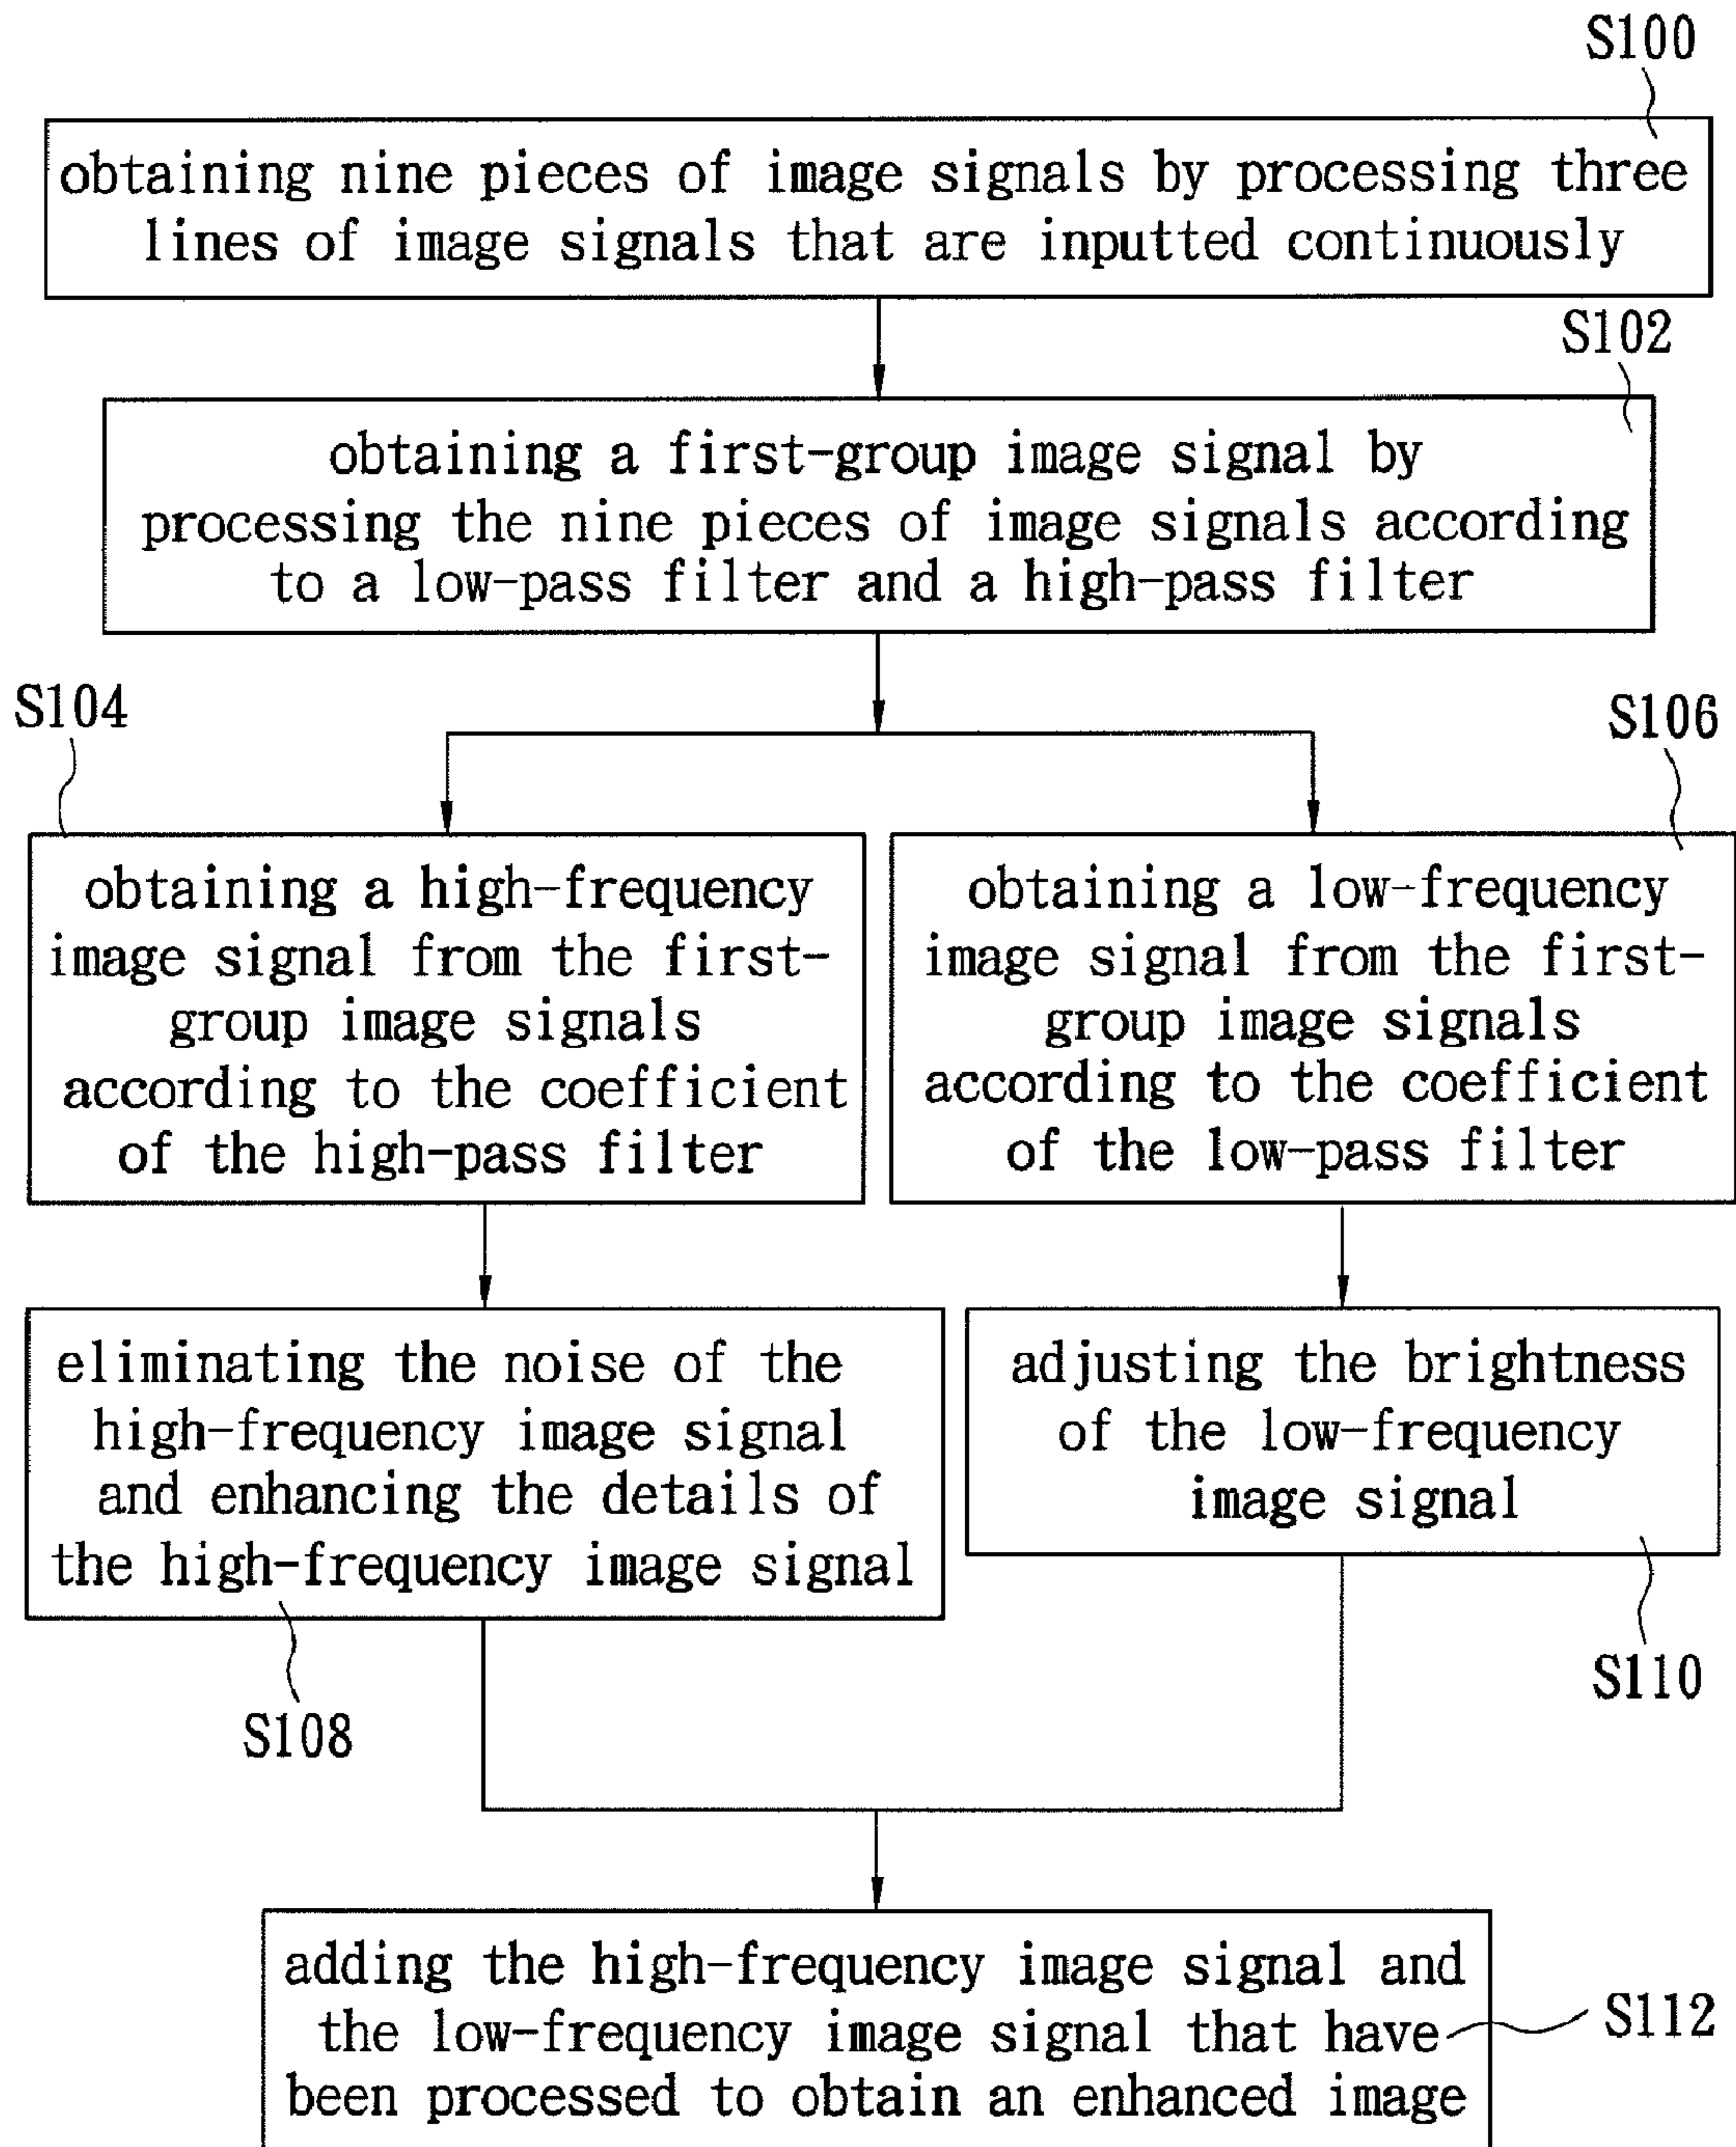 S100
obtaining nine pieces of image signals by processing three
lines of image signals that are inputted continuously
S102
obtaining a first-group image signal by
processing the nine pieces of image signals according
to a low-pass filter and a high-pass filter
S104
obtaining a high-frequency
image signal from the first-
group image signals
according to the coefficient
of the high-pass filter
S106
obtaining a low-frequency
image signal from the first-
group image signals
according to the coefficient
of the low-pass filter
eliminating the noise of the
high-frequency image signal
and enhancing the details of
the high-frequency image signal
S108
adjusting the brightness
of the low-frequency
image signal
S110
adding the high-frequency image signal and
the low-frequency image signal that have
been processed to obtain an enhanced image
S112